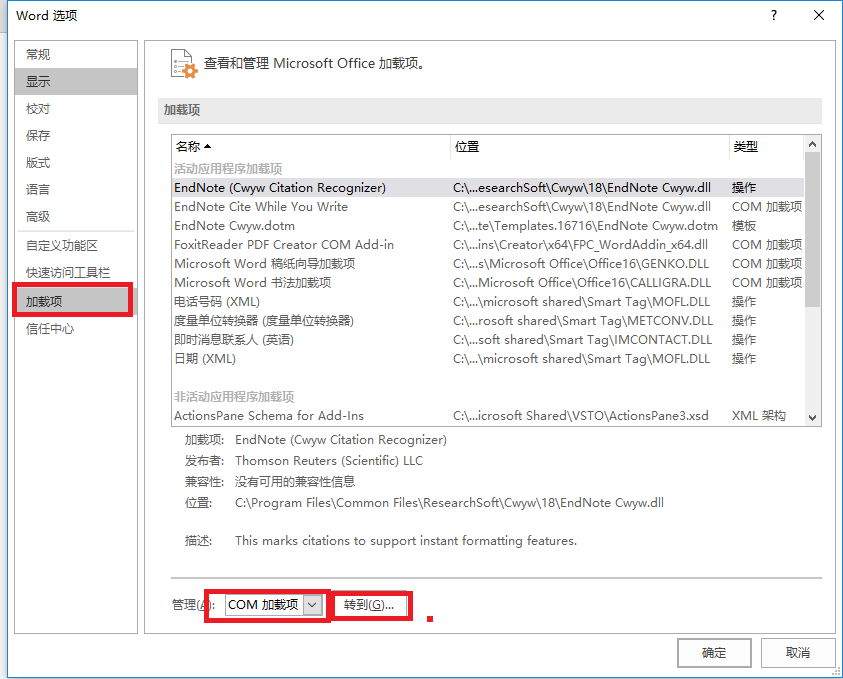 Word 选项 ?
常规
显示
校对
保存
版式
语言
高级
自定义功能区
快速访问工具栏
加载项
信任中心
查看和管理 Microsoft Office 加载项。
加载项
名称 位置 类型
活动应用程序加载项
EndNote (Cwyw Citation Recognizer) C:\...esearchSoft\Cwyw\18\EndNote Cwyw.dll 操作
EndNote Cite While You Write C:\...esearchSoft\Cwyw\18\EndNote Cwyw.dll COM 加载项
EndNote Cwyw.dotm C:\...te\Templates.16716\EndNote Cwyw.dotm 模板
FoxitReader PDF Creator COM Add-in C:\...ins\Creator\x64\FPC_WordAddin_x64.dll COM 加载项
Microsoft Word 稿纸向导加载项 C:\...s\Microsoft Office\Office16\GENKO.DLL COM 加载项
Microsoft Word 书法加载项 C:\...Microsoft Office\Office16\CALLIGRA.DLL COM 加载项
电话号码 (XML) C:\...\microsoft shared\Smart Tag\MOFL.DLL 操作
度量单位转换器 (度量单位转换器) C:\...rosoft shared\Smart Tag\METCONV.DLL 操作
即时消息联系人 (英语) C:\...soft shared\Smart Tag\IMCONTACT.DLL 操作
日期 (XML) C:\...\microsoft shared\Smart Tag\MOFL.DLL 操作
非活动应用程序加载项
ActionsPane Schema for Add-Ins C:\...icrosoft Shared\VSTO\ActionsPane3.xsd XML 架构
加载项: EndNote (Cwyw Citation Recognizer)
发布者: Thomson Reuters (Scientific) LLC
兼容性: 没有可用的兼容性信息
位置: C:\Program Files\Common Files\ResearchSoft\Cwyw\18\EndNote Cwyw.dll
描述: This marks citations to support instant formatting features.
管理(A): COM 加载项 转到(G)...
确定 取消